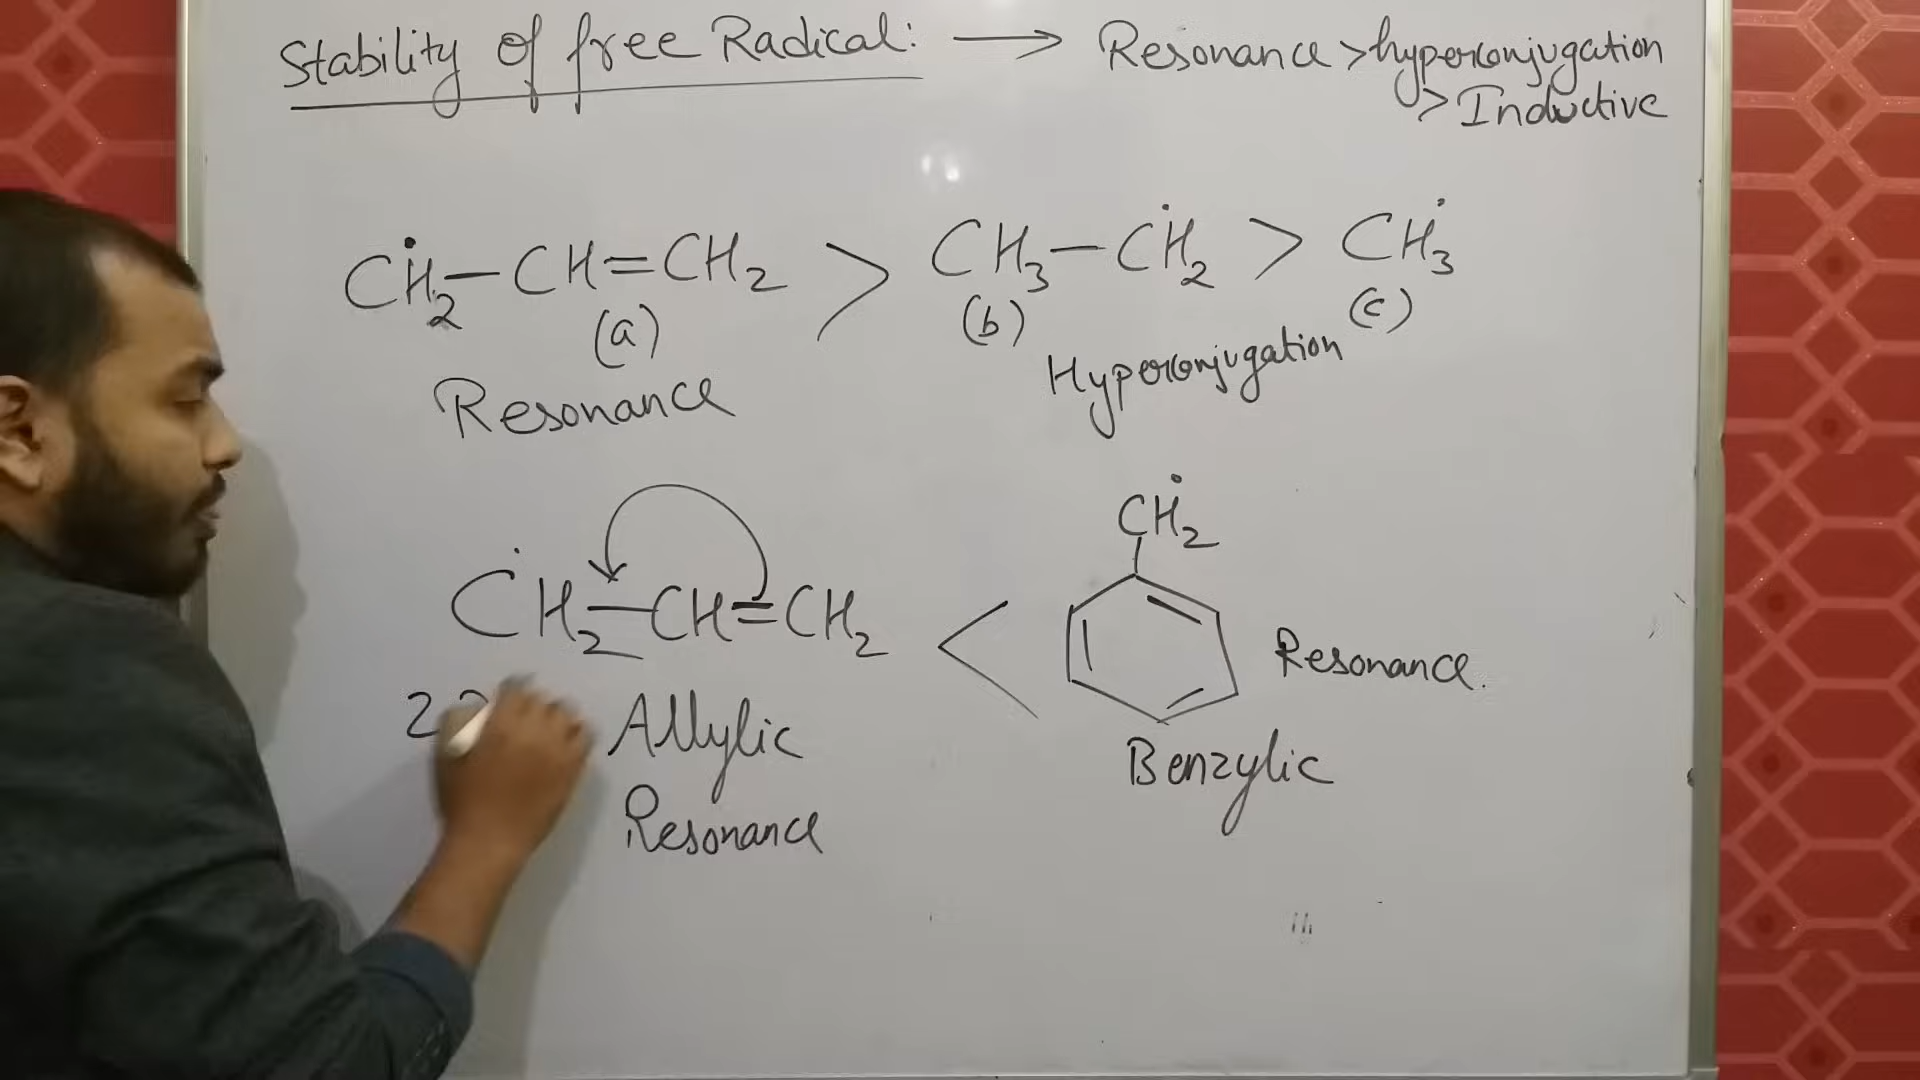 Stability of free Radical: → Resonance > hyperconjugation
> Inductive
ĊH₂—CH=CH₂ > CH₃—ĊH₂ > ĊH₃
(a) (b) (c)
Resonance Hyperconjugation
ĊH₂—CH=CH₂ < ĊH₂
Resonance.
2 Allylic Benzylic
Resonance